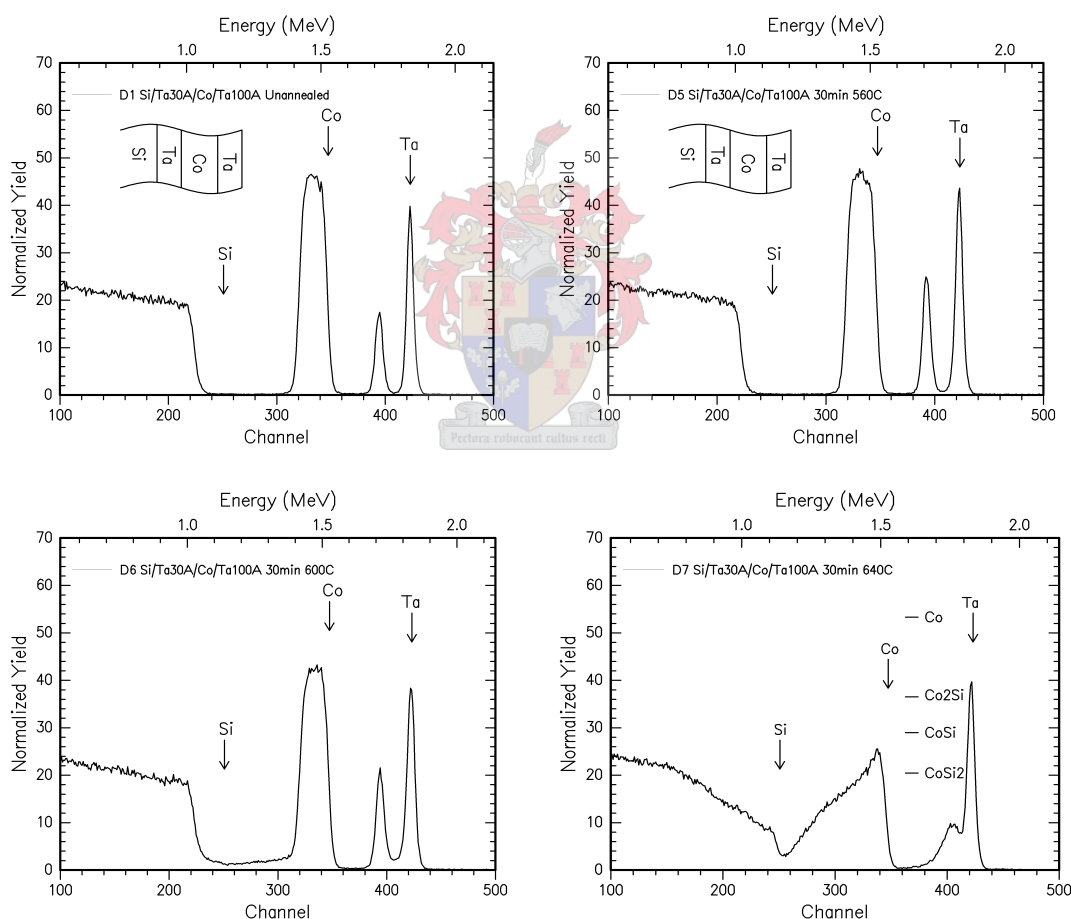 Energy (MeV)
1.0 1.5 2.0
70
60
50
40
30
20
10
0
Normalized Yield
D1 Si/Ta30A/Co/Ta100A Unannealed
Si Ta Co Ta
Co
Ta
Si
100 200 300 400 500
Channel
Energy (MeV)
1.0 1.5 2.0
70
60
50
40
30
20
10
0
Normalized Yield
D5 Si/Ta30A/Co/Ta100A 30min 560C
Si Ta Co Ta
Co
Ta
Si
100 200 300 400 500
Channel
Pectora roborant cultus recti
Energy (MeV)
1.0 1.5 2.0
70
60
50
40
30
20
10
0
Normalized Yield
D6 Si/Ta30A/Co/Ta100A 30min 600C
Co
Ta
Si
100 200 300 400 500
Channel
Energy (MeV)
1.0 1.5 2.0
70
60
50
40
30
20
10
0
Normalized Yield
D7 Si/Ta30A/Co/Ta100A 30min 640C
Co
Ta
Co
Co2Si
Si
CoSi
CoSi2
100 200 300 400 500
Channel